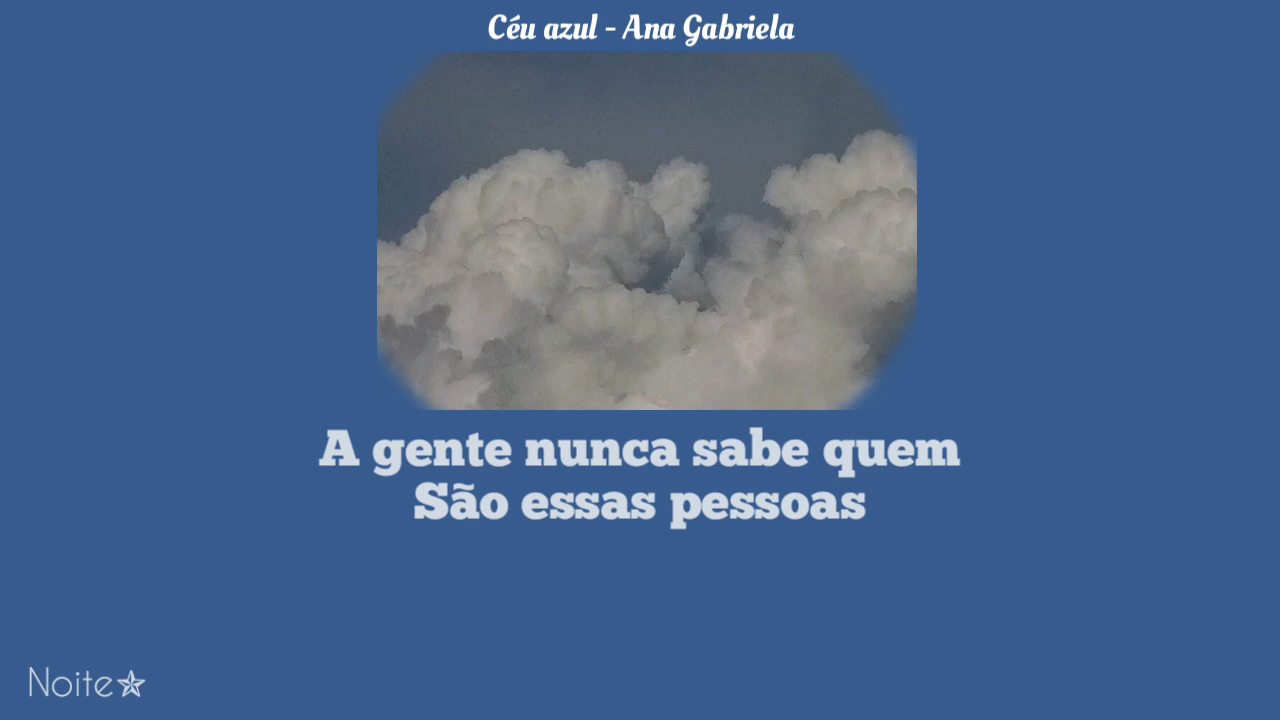 Céu azul - Ana Gabriela
A gente nunca sabe quem
São essas pessoas
Noite